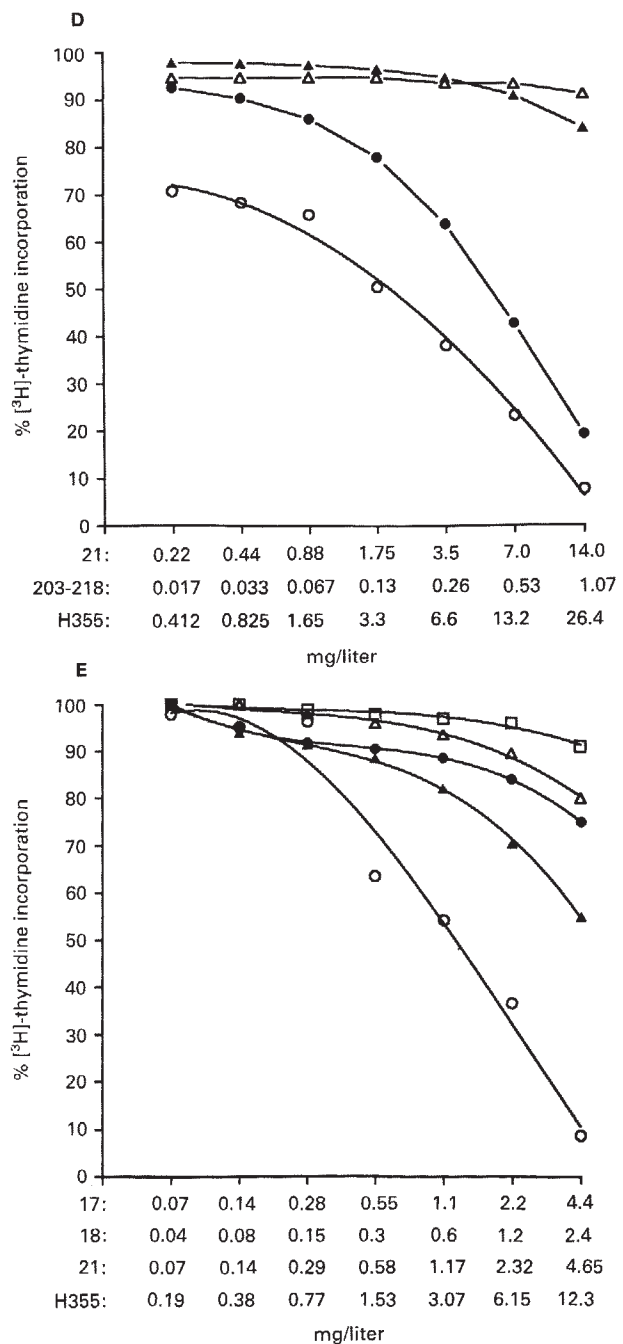 D
100
90
80
70
60
50
40
30
20
10
0
% [³H]-thymidine incorporation
21: 0.22 0.44 0.88 1.75 3.5 7.0 14.0
203-218: 0.017 0.033 0.067 0.13 0.26 0.53 1.07
H355: 0.412 0.825 1.65 3.3 6.6 13.2 26.4
mg/liter
E
100
90
80
70
60
50
40
30
20
10
0
% [³H]-thymidine incorporation
17: 0.07 0.14 0.28 0.55 1.1 2.2 4.4
18: 0.04 0.08 0.15 0.3 0.6 1.2 2.4
21: 0.07 0.14 0.29 0.58 1.17 2.32 4.65
H355: 0.19 0.38 0.77 1.53 3.07 6.15 12.3
mg/liter